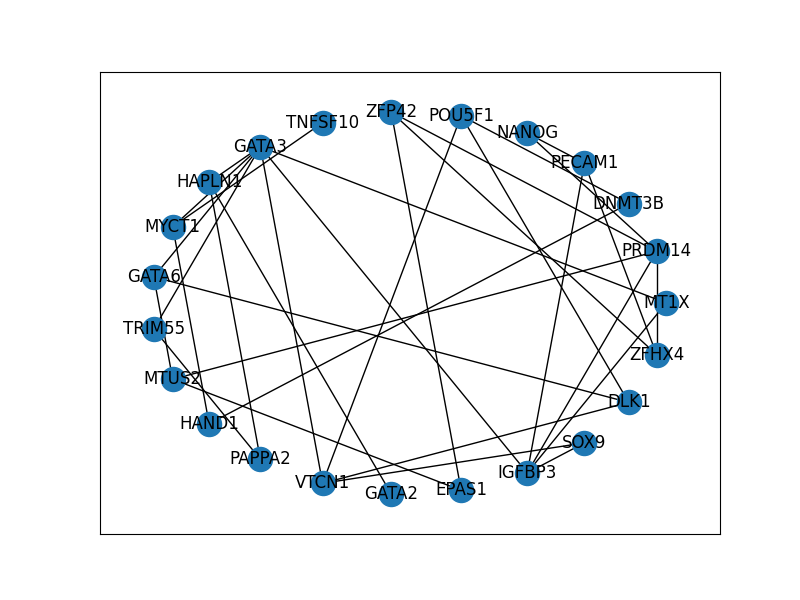 ZFP42
POU5F1
TNFSF10
NANOG
GATA3
PECAM1
HAPLN1
DNMT3B
MYCT1
PRDM14
GATA6
MT1X
TRIM55
ZFHX4
MTUS2
DLK1
HAND1
SOX9
PAPPA2
IGFBP3
VTCN1
EPAS1
GATA2